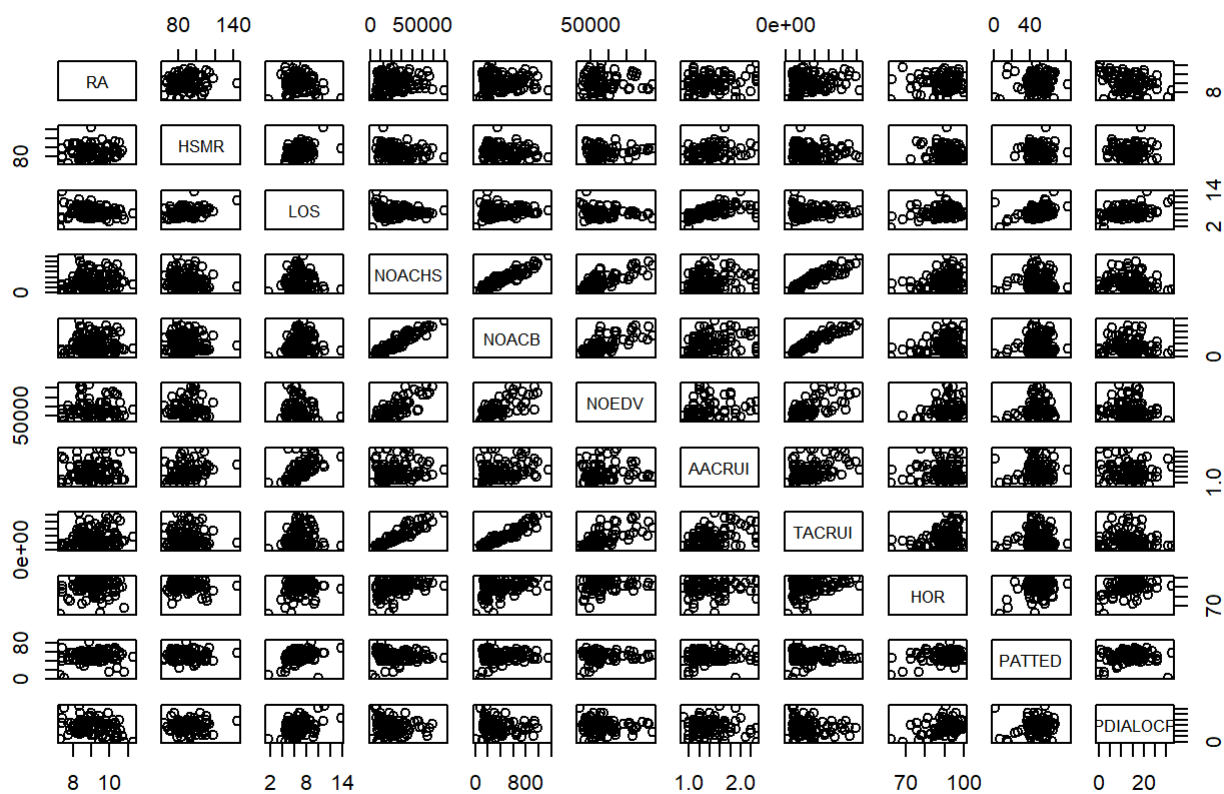 80 140 0 50000 50000 0e+00 0 40
RA 8
80 HSMR
LOS 2 14
0 NOACHS
NOACB 0
50000 NOEDV
AACRUI 1.0
0e+00 TACRUI
HOR 70
0 80 PATTED
PDIALOCP 0
8 10 2 8 14 0 800 1.0 2.0 70 100 0 20